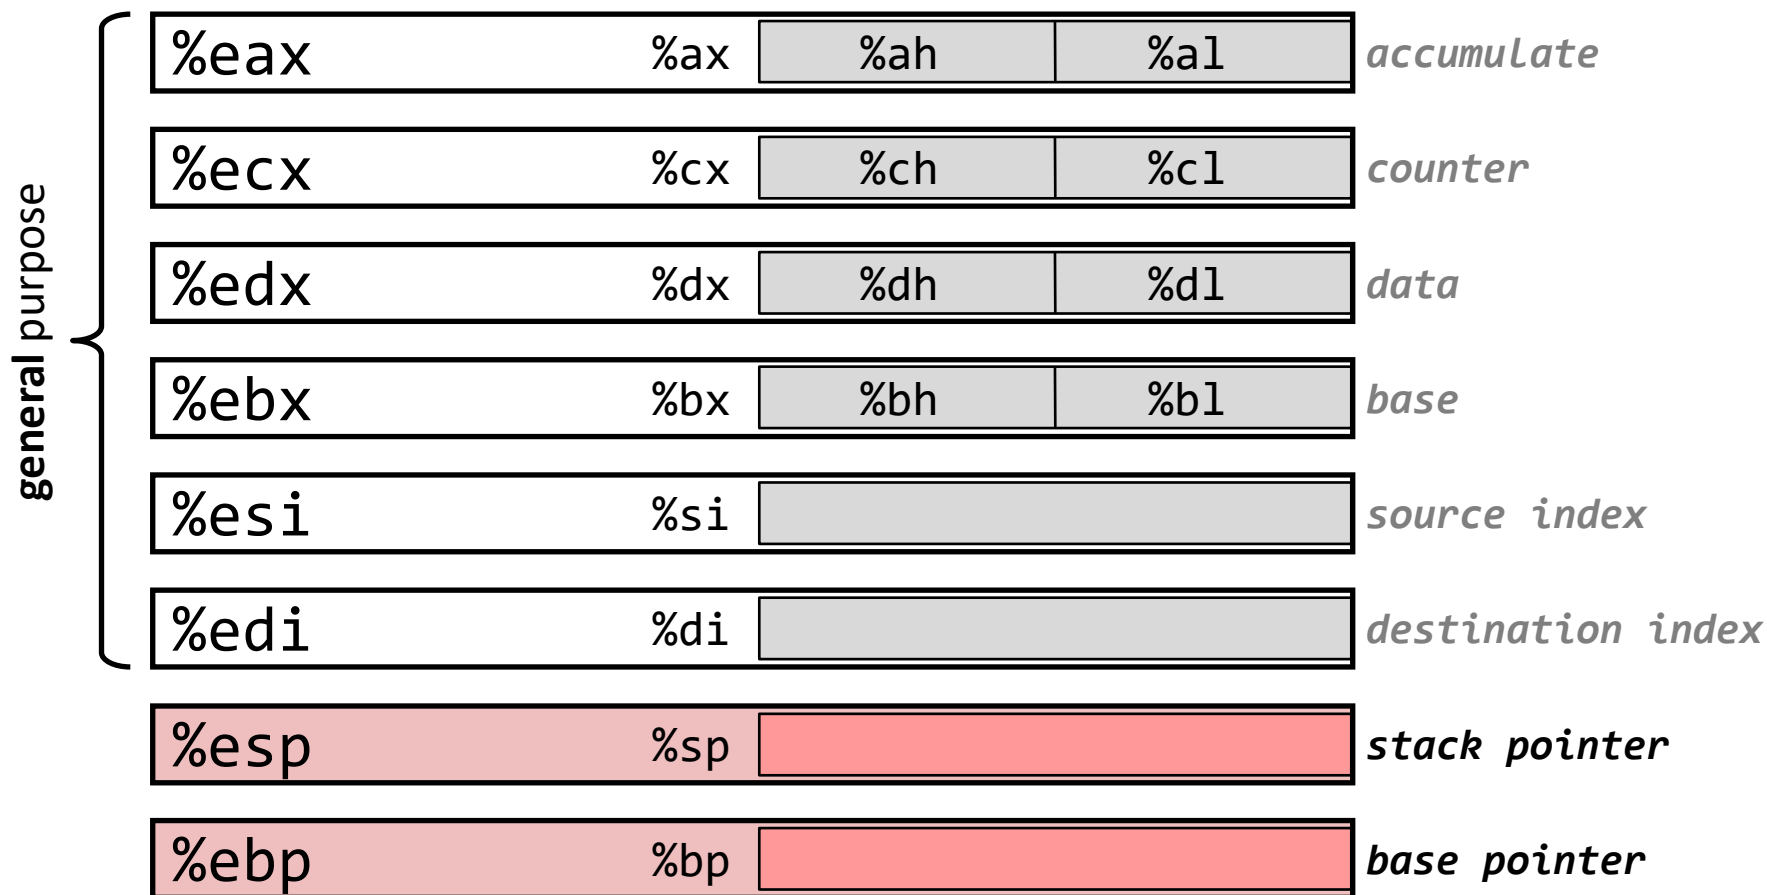 general purpose
%eax %ax %ah %al accumulate
%ecx %cx %ch %cl counter
%edx %dx %dh %dl data
%ebx %bx %bh %bl base
%esi %si source index
%edi %di destination index
%esp %sp stack pointer
%ebp %bp base pointer